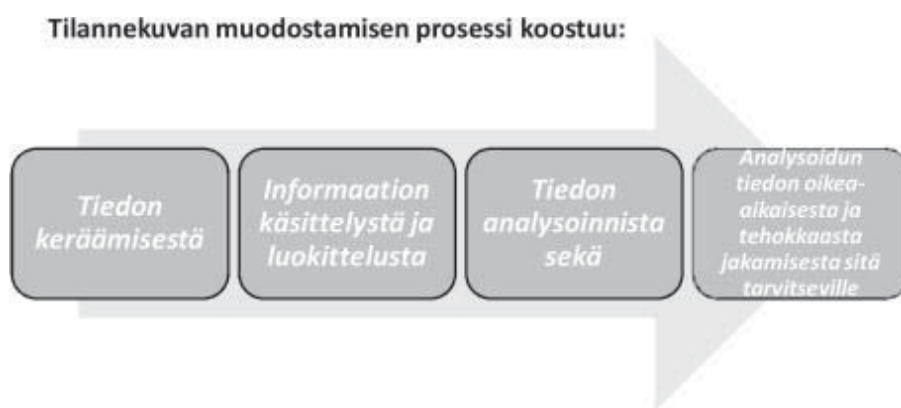 Tilannekuvan muodostamisen prosessi koostuu:
Tiedon
keräämisestä
Informaation
käsittelystä ja
luokittelusta
Tiedon
analysoinnista
sekä
Analysoidun
tiedon oikea-
aikaisesta ja
tehokkaasta
jakamisesta sitä
tarvitseville